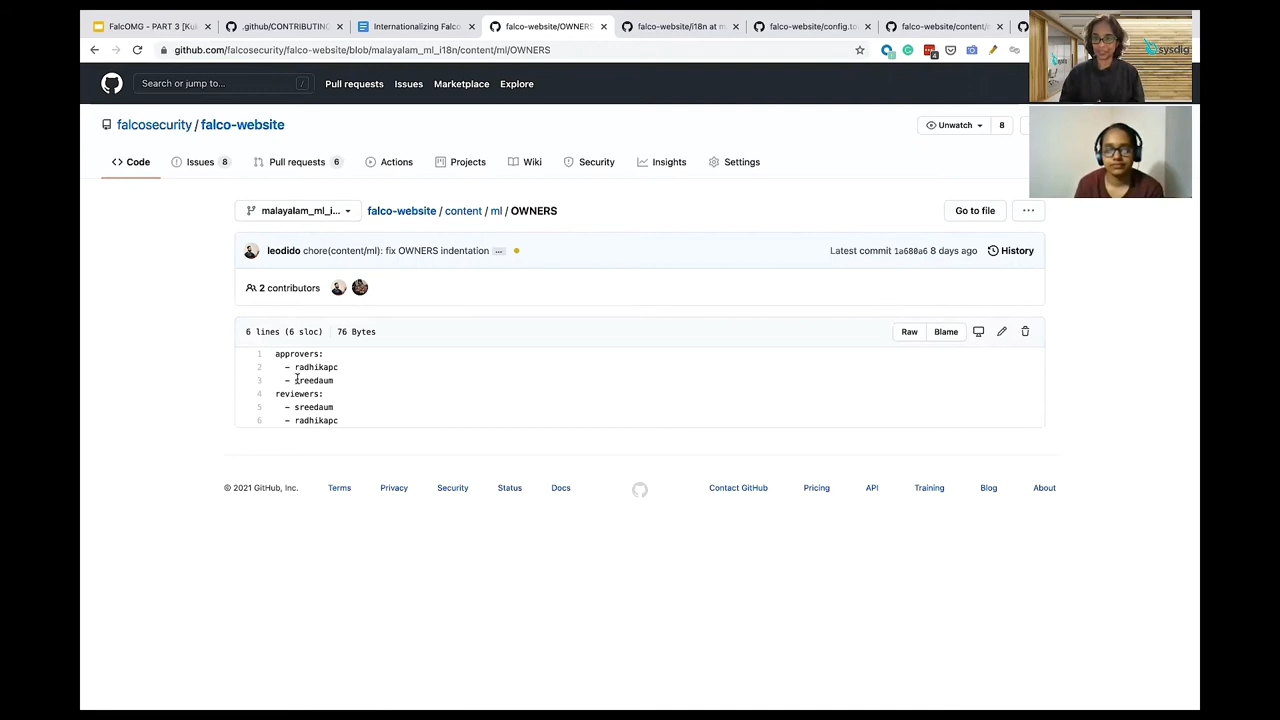 FalcOMG - PART 3 [Ku
.github/CONTRIBUTIN
Internationalizing Falco
falco-website/OWNERS
falco-website/i18n at m
falco-website/config.to
falco-website/content/
github.com/falcosecurity/falco-website/blob/malayalam_ml_i18n/content/ml/OWNERS
Search or jump to...
/
Pull requests
Issues
Marketplace
Explore
sysdig
falcosecurity / falco-website
Unwatch
8
Code
Issues 8
Pull requests 6
Actions
Projects
Wiki
Security
Insights
Settings
malayalam_ml_i...
falco-website / content / ml / OWNERS
Go to file
...
leodido chore(content/ml): fix OWNERS indentation ...
Latest commit 1a680a6 8 days ago
History
2 contributors
6 lines (6 sloc) 76 Bytes
Raw
Blame
1 approvers:
2 - radhikapc
3 - sreedaum
4 reviewers:
5 - sreedaum
6 - radhikapc
© 2021 GitHub, Inc.
Terms
Privacy
Security
Status
Docs
Contact GitHub
Pricing
API
Training
Blog
About